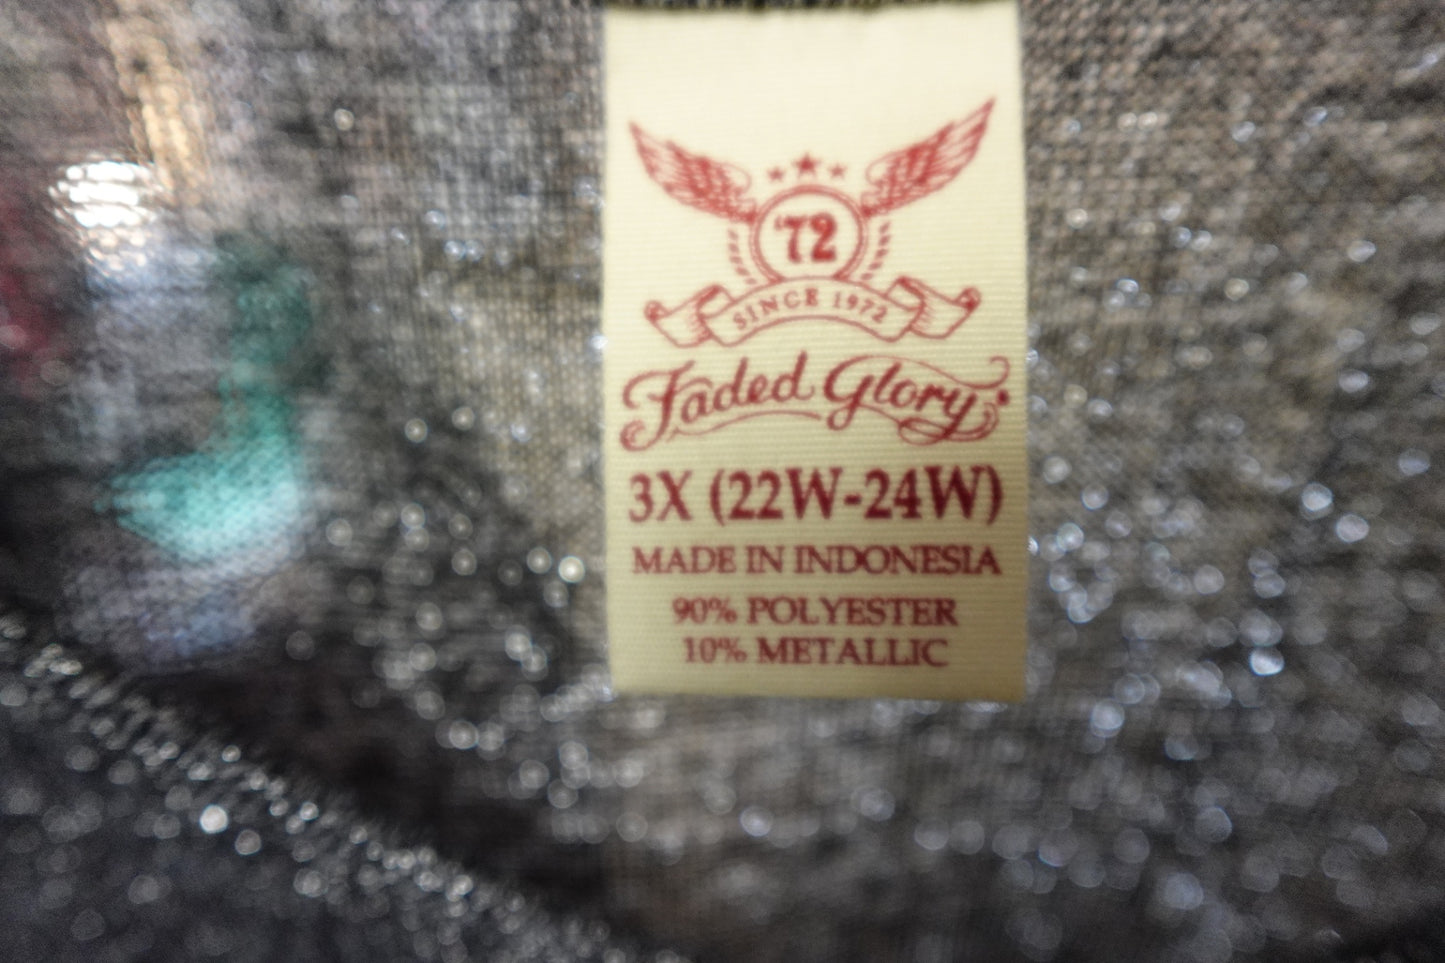 '72
SINCE 1972
Faded Glory
3X (22W-24W)
MADE IN INDONESIA
90% POLYESTER
10% METALLIC